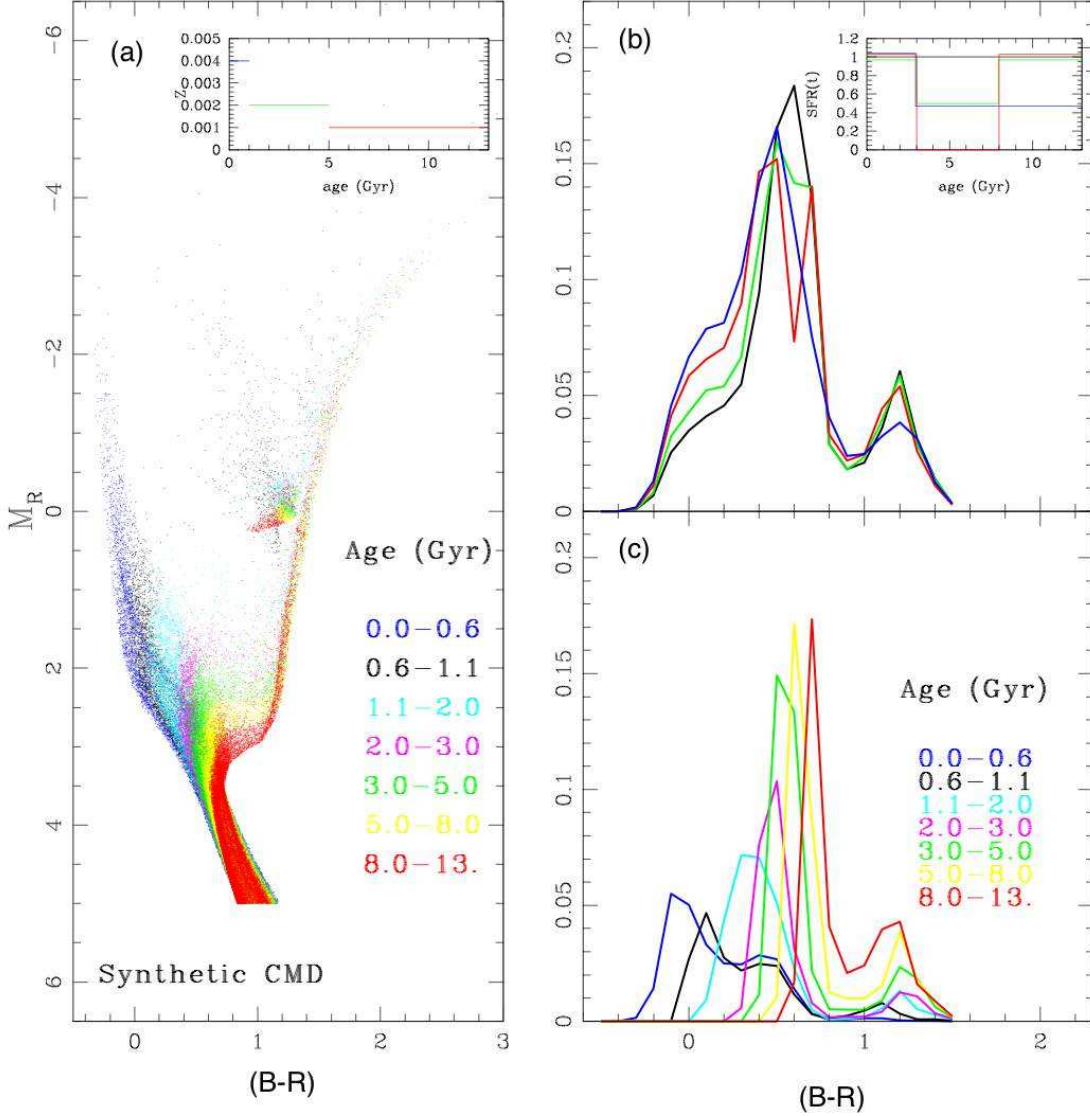 (a)
0.005
0.004
0.003
0.002
0.001
0
Z
0 5 10
age (Gyr)
−6
−4
−2
0
2
4
6
M_R
Age (Gyr)
0.0−0.6
0.6−1.1
1.1−2.0
2.0−3.0
3.0−5.0
5.0−8.0
8.0−13.
Synthetic CMD
0 1 2 3
(B-R)
(b)
1.2
1
0.8
0.6
0.4
0.2
0
SFR(t)
0 5 10
age (Gyr)
0.2
0.15
0.1
0.05
0
(c)
0.2
0.15
0.1
0.05
0
Age (Gyr)
0.0−0.6
0.6−1.1
1.1−2.0
2.0−3.0
3.0−5.0
5.0−8.0
8.0−13.
0 1 2
(B-R)